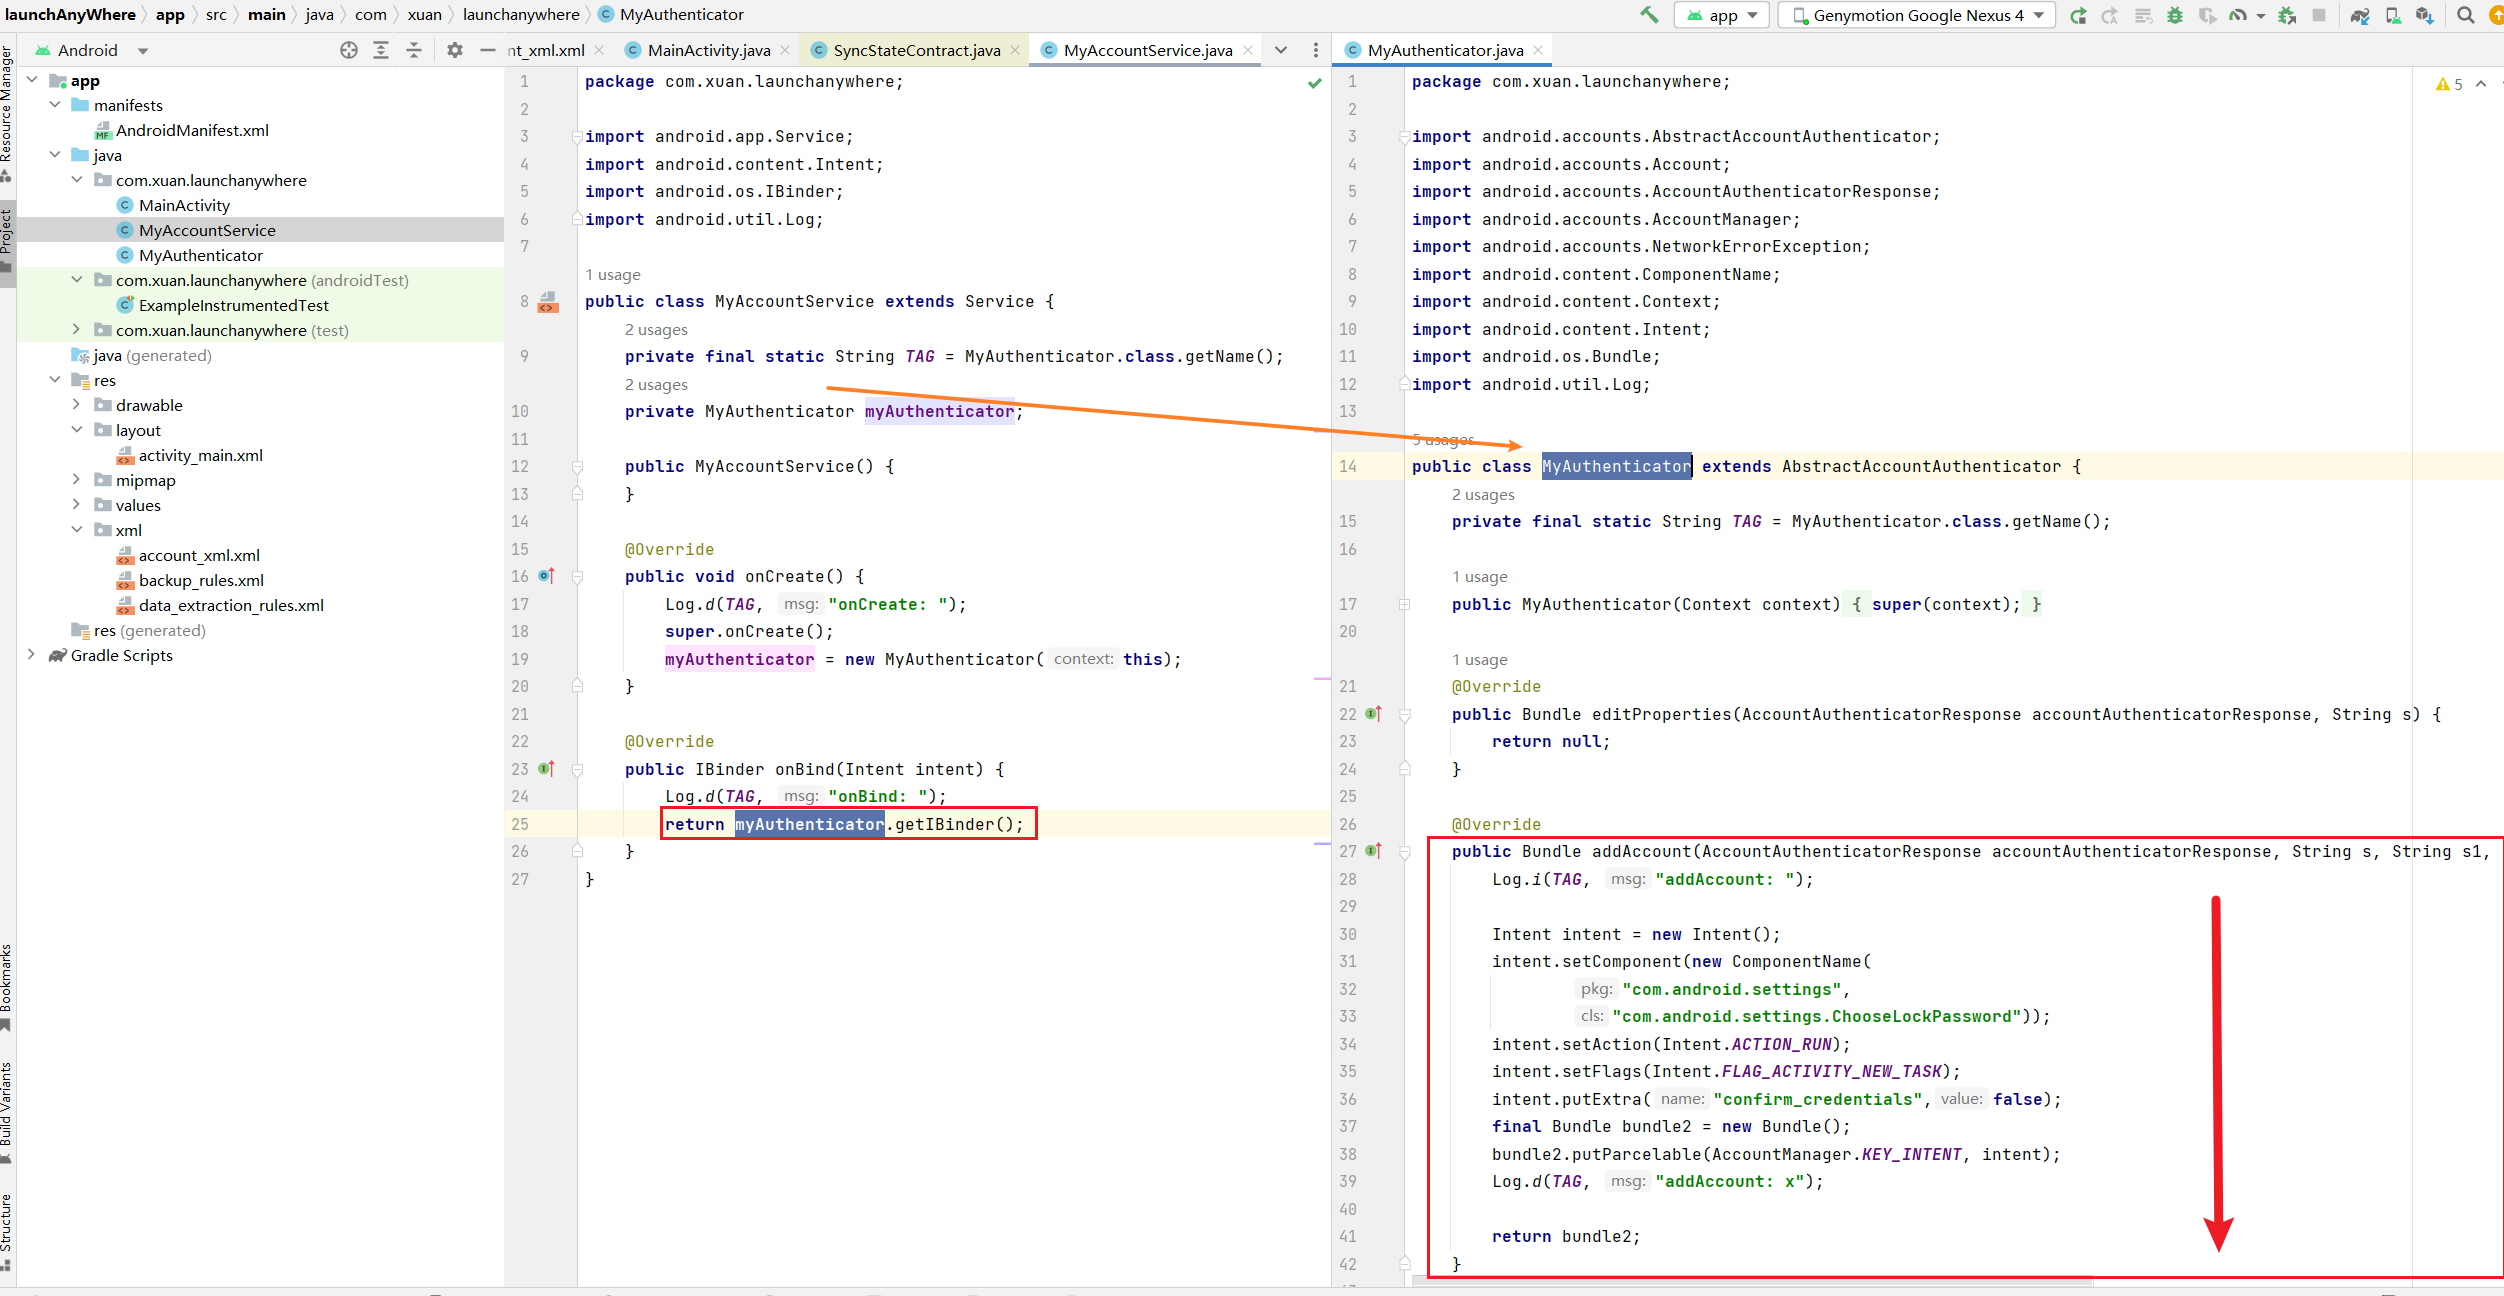 launchAnyWhere 〉 app 〉 src 〉 main 〉 java 〉 com 〉 xuan 〉 launchanywhere 〉 MyAuthenticator
app
Genymotion Google Nexus 4
Android
nt_xml.xml
MainActivity.java
SyncStateContract.java
MyAccountService.java
MyAuthenticator.java
Resource Manager
Project
Bookmarks
Build Variants
Structure
app
manifests
AndroidManifest.xml
java
com.xuan.launchanywhere
MainActivity
MyAccountService
MyAuthenticator
com.xuan.launchanywhere (androidTest)
ExampleInstrumentedTest
com.xuan.launchanywhere (test)
java (generated)
res
drawable
layout
activity_main.xml
mipmap
values
xml
account_xml.xml
backup_rules.xml
data_extraction_rules.xml
res (generated)
Gradle Scripts
1 package com.xuan.launchanywhere;
2
3 import android.app.Service;
4 import android.content.Intent;
5 import android.os.IBinder;
6 import android.util.Log;
7
1 usage
8 public class MyAccountService extends Service {
2 usages
9 private final static String TAG = MyAuthenticator.class.getName();
2 usages
10 private MyAuthenticator myAuthenticator;
11
12 public MyAccountService() {
13 }
14
15 @Override
16 public void onCreate() {
17 Log.d(TAG, msg: "onCreate: ");
18 super.onCreate();
19 myAuthenticator = new MyAuthenticator( context: this);
20 }
21
22 @Override
23 public IBinder onBind(Intent intent) {
24 Log.d(TAG, msg: "onBind: ");
25 return myAuthenticator.getIBinder();
26 }
27 }
5
1 package com.xuan.launchanywhere;
2
3 import android.accounts.AbstractAccountAuthenticator;
4 import android.accounts.Account;
5 import android.accounts.AccountAuthenticatorResponse;
6 import android.accounts.AccountManager;
7 import android.accounts.NetworkErrorException;
8 import android.content.ComponentName;
9 import android.content.Context;
10 import android.content.Intent;
11 import android.os.Bundle;
12 import android.util.Log;
13
5 usages
14 public class MyAuthenticator extends AbstractAccountAuthenticator {
2 usages
15 private final static String TAG = MyAuthenticator.class.getName();
16
1 usage
17 public MyAuthenticator(Context context) { super(context); }
20
1 usage
21 @Override
22 public Bundle editProperties(AccountAuthenticatorResponse accountAuthenticatorResponse, String s) {
23 return null;
24 }
25
26 @Override
27 public Bundle addAccount(AccountAuthenticatorResponse accountAuthenticatorResponse, String s, String s1,
28 Log.i(TAG, msg: "addAccount: ");
29
30 Intent intent = new Intent();
31 intent.setComponent(new ComponentName(
32 pkg: "com.android.settings",
33 cls: "com.android.settings.ChooseLockPassword"));
34 intent.setAction(Intent.ACTION_RUN);
35 intent.setFlags(Intent.FLAG_ACTIVITY_NEW_TASK);
36 intent.putExtra( name: "confirm_credentials", value: false);
37 final Bundle bundle2 = new Bundle();
38 bundle2.putParcelable(AccountManager.KEY_INTENT, intent);
39 Log.d(TAG, msg: "addAccount: x");
40
41 return bundle2;
42 }